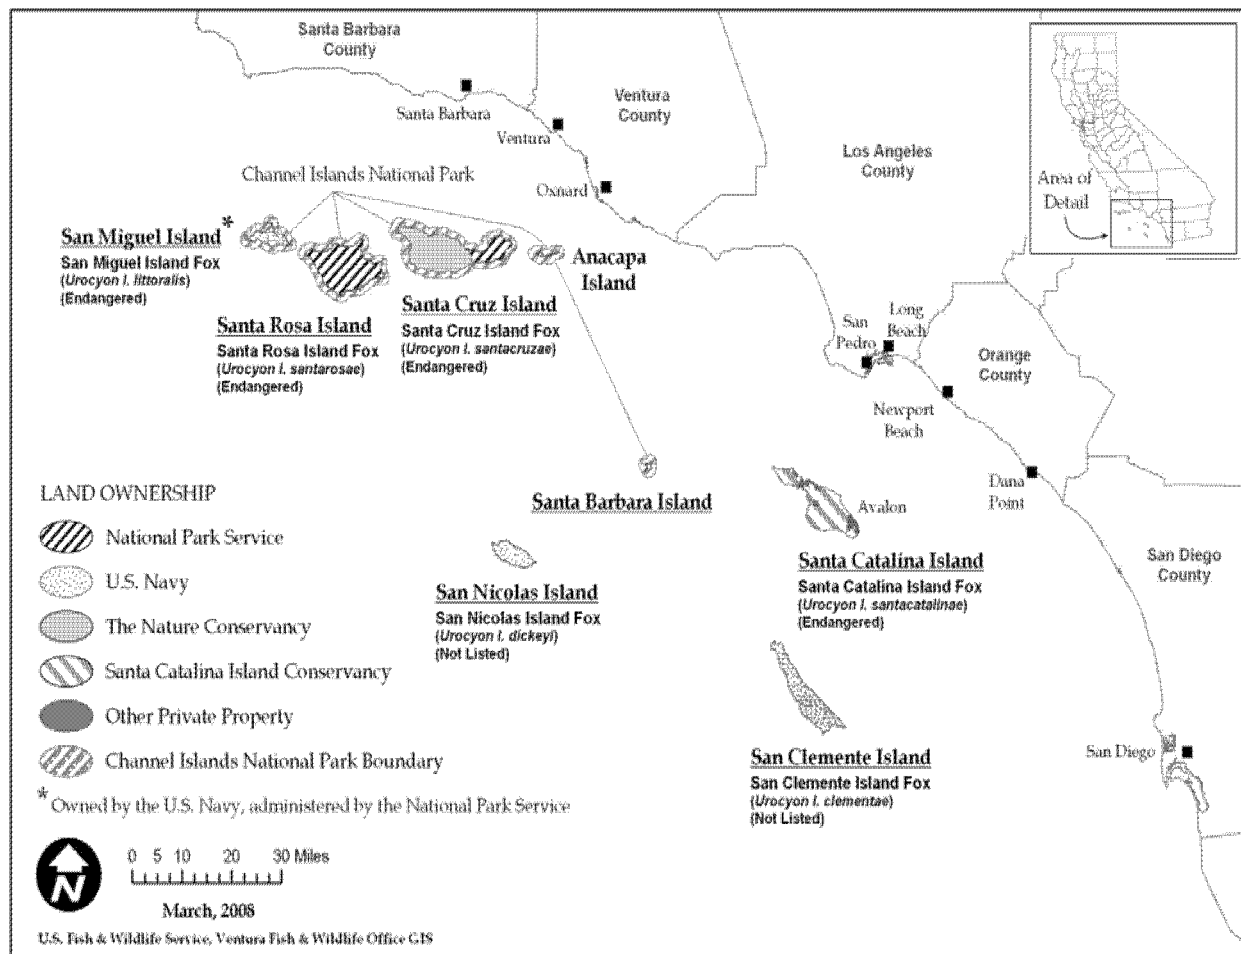 Santa Barbara
County
Ventura
County
Los Angeles
County
Santa Barbara
Ventura
Oxnard
Channel Islands National Park
Area of
Detail
San Miguel Island*
San Miguel Island Fox
(Urocyon l. littoralis)
(Endangered)
Anacapa
Island
Santa Cruz Island
Santa Cruz Island Fox
(Urocyon l. santacruzae)
(Endangered)
Santa Rosa Island
Santa Rosa Island Fox
(Urocyon l. santarosae)
(Endangered)
San
Pedro
Long
Beach
Orange
County
Newport
Beach
Dana
Point
San Diego
County
Santa Barbara Island
Avalon
Santa Catalina Island
Santa Catalina Island Fox
(Urocyon l. santacatalinae)
(Endangered)
San Nicolas Island
San Nicolas Island Fox
(Urocyon l. dickeyi)
(Not Listed)
San Clemente Island
San Clemente Island Fox
(Urocyon l. clementae)
(Not Listed)
San Diego
LAND OWNERSHIP
National Park Service
U.S. Navy
The Nature Conservancy
Santa Catalina Island Conservancy
Other Private Property
Channel Islands National Park Boundary
* Owned by the U.S. Navy, administered by the National Park Service
N
0 5 10 20 30 Miles
March, 2008
U.S. Fish & Wildlife Service, Ventura Fish & Wildlife Office GIS